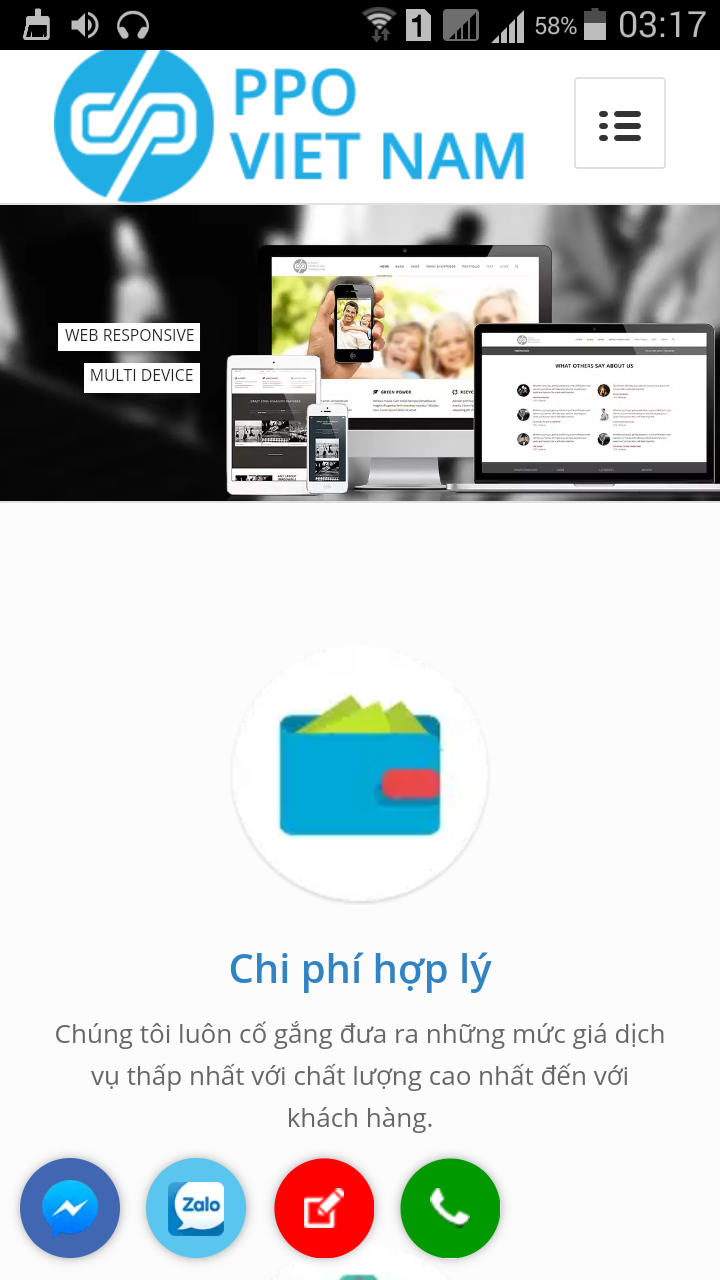 1
58%
03:17
PPO
VIET NAM
WEB RESPONSIVE
MULTI DEVICE
GREEN POWER
WHAT OTHERS SAY ABOUT US
Chi phí hợp lý
Chúng tôi luôn cố gắng đưa ra những mức giá dịch
vụ thấp nhất với chất lượng cao nhất đến với
khách hàng.
Zalo